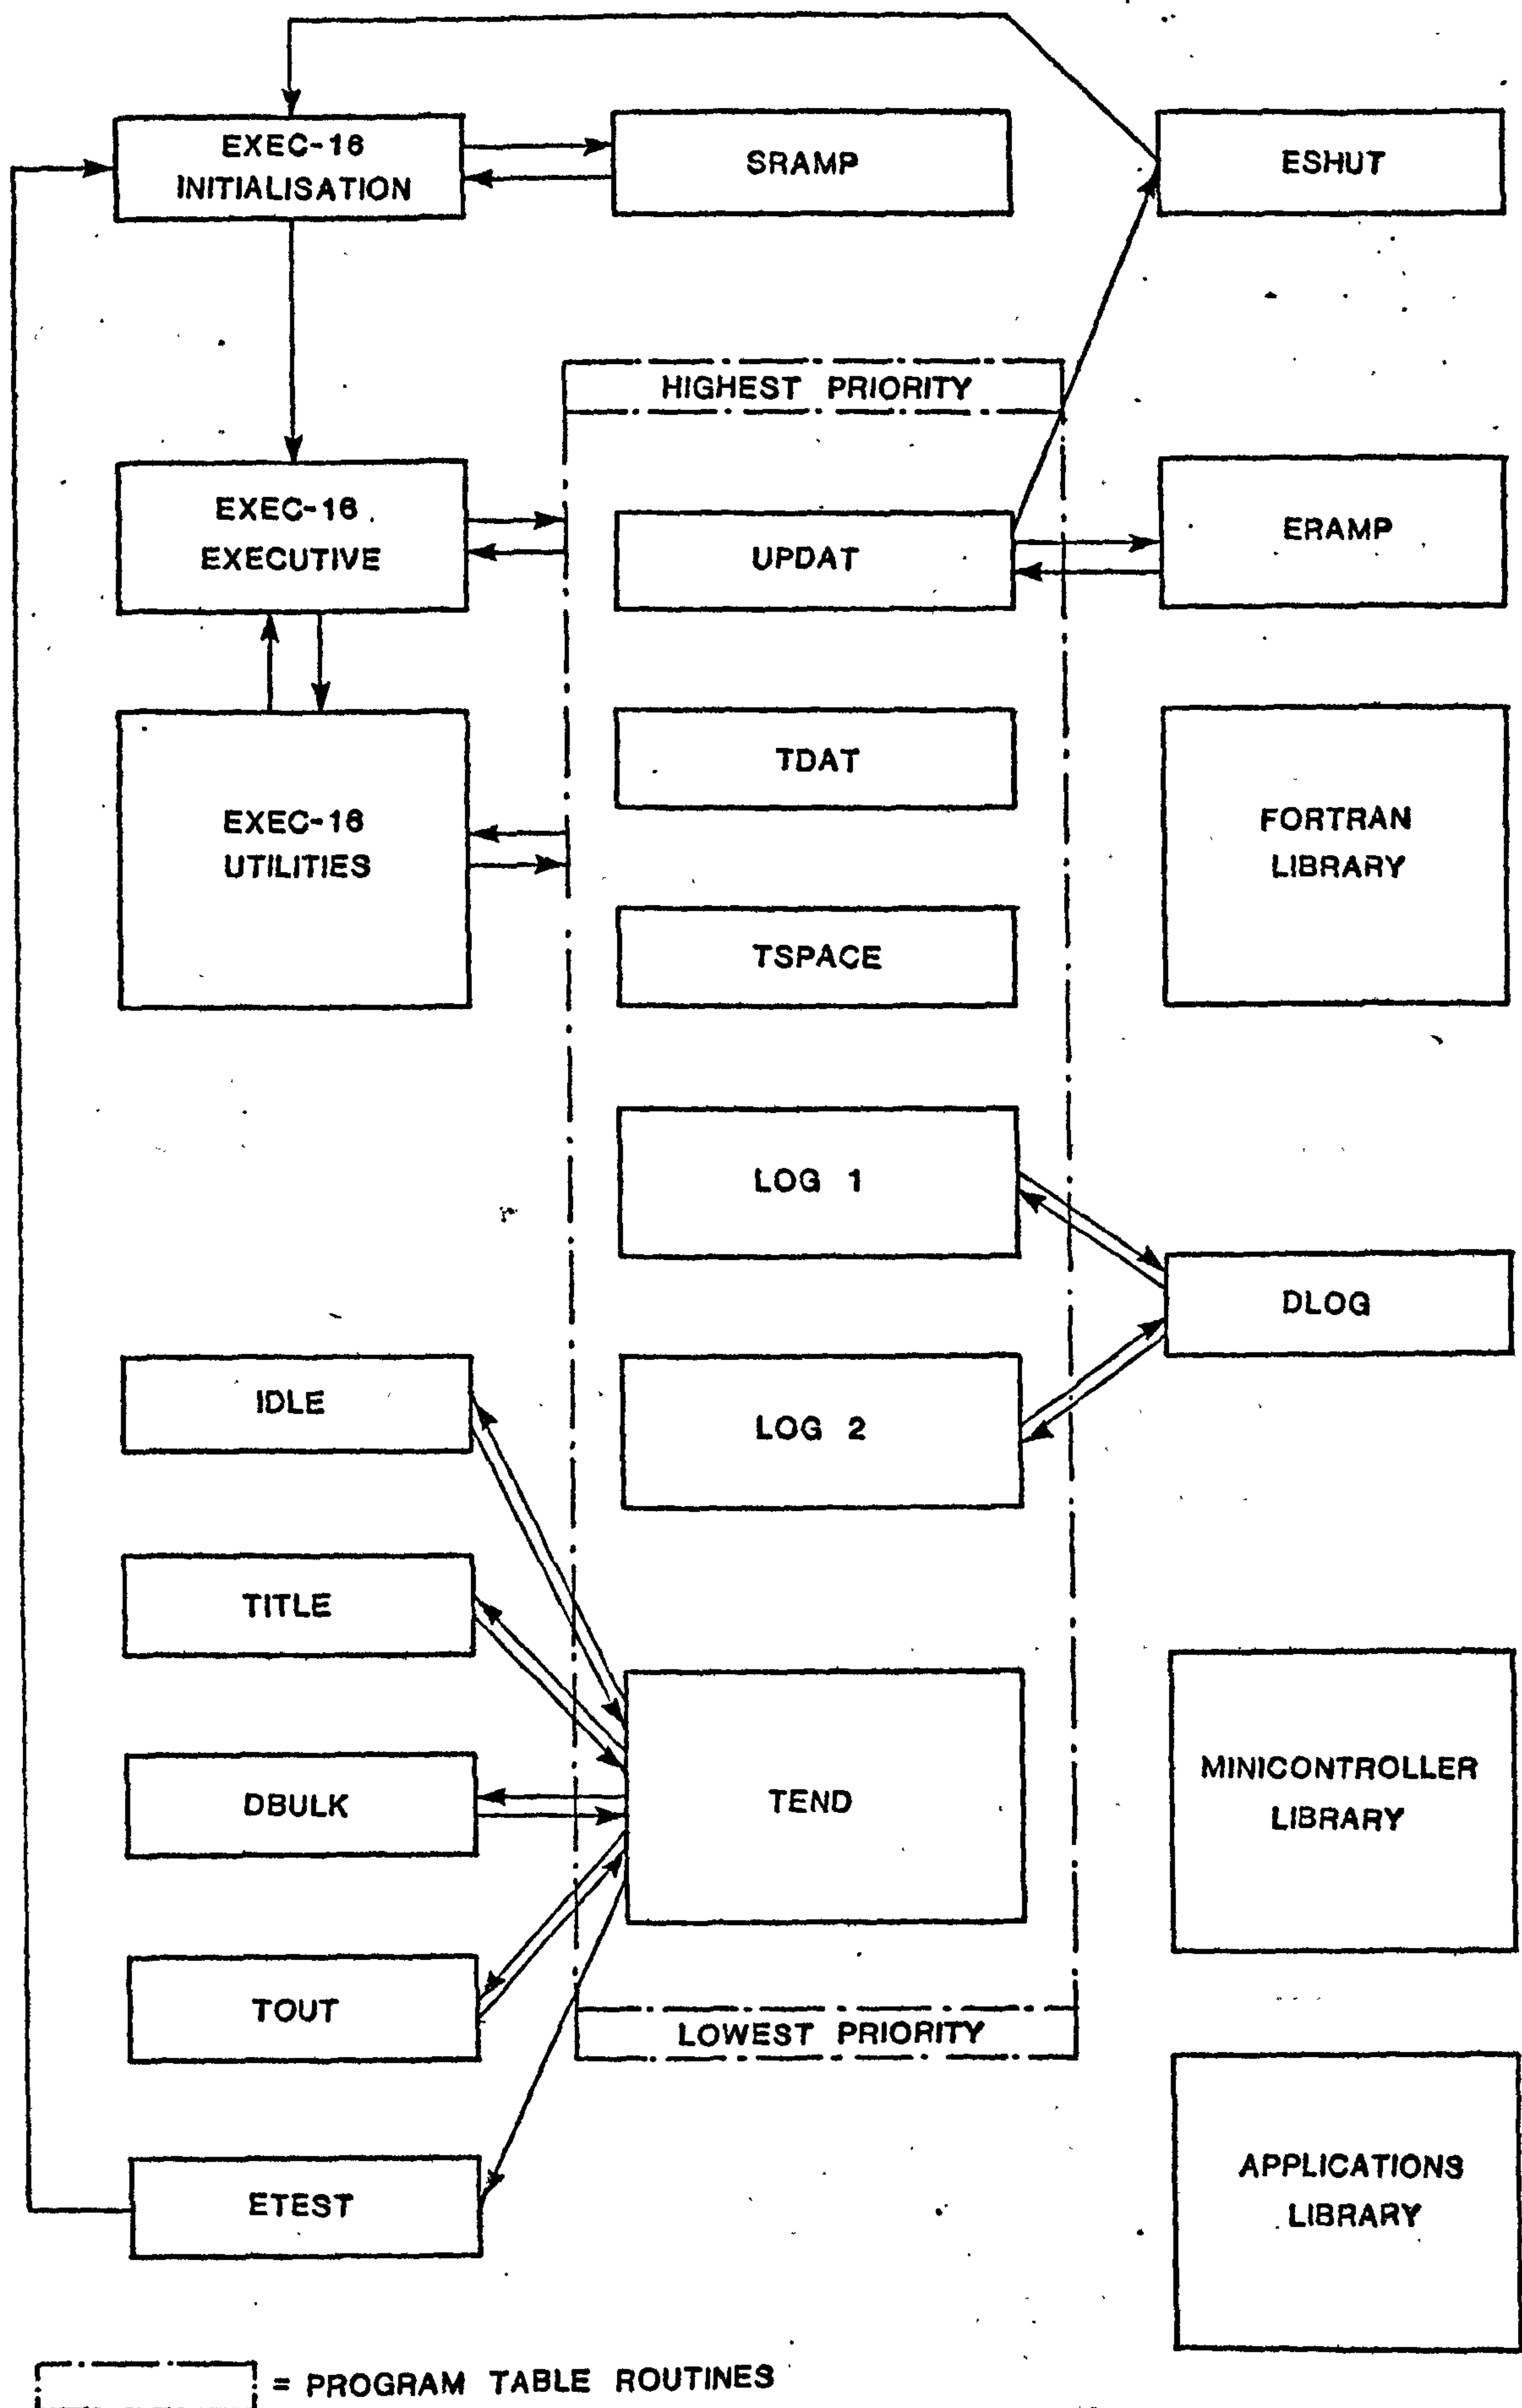 EXEC-16
INITIALISATION
SRAMP
ESHUT
HIGHEST PRIORITY
EXEC-16
EXECUTIVE
UPDAT
ERAMP
TDAT
EXEC-16
UTILITIES
FORTRAN
LIBRARY
TSPACE
LOG 1
DLOG
IDLE
LOG 2
TITLE
DBULK
TEND
MINICONTROLLER
LIBRARY
TOUT
LOWEST PRIORITY
ETEST
APPLICATIONS
LIBRARY
= PROGRAM TABLE ROUTINES